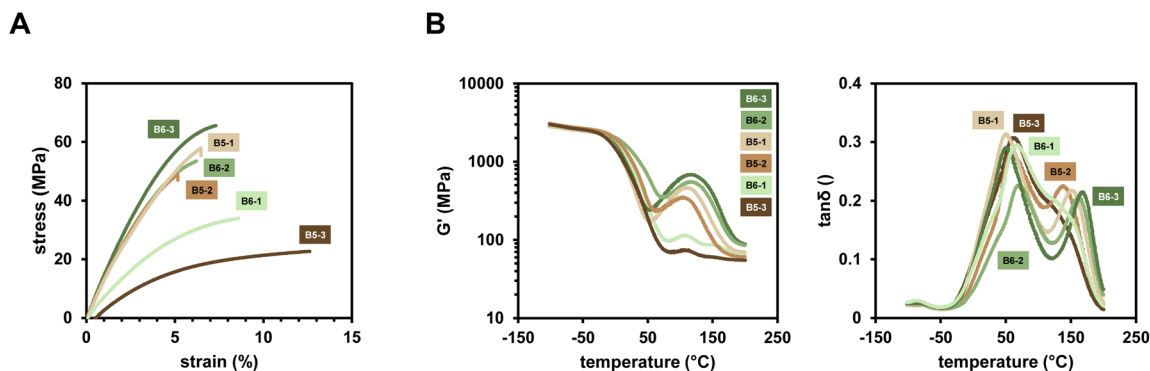 A
B
stress (MPa)
80
60
40
20
0
B6-3
B5-1
B6-2
B5-2
B6-1
B5-3
0
5
10
15
strain (%)
G' (MPa)
10000
1000
100
10
B6-3
B6-2
B5-1
B5-2
B6-1
B5-3
-150
-50
50
150
250
temperature (°C)
tanδ ()
0.4
0.3
0.2
0.1
0
B5-1
B5-3
B6-1
B5-2
B6-3
B6-2
-150
-50
50
150
250
temperature (°C)